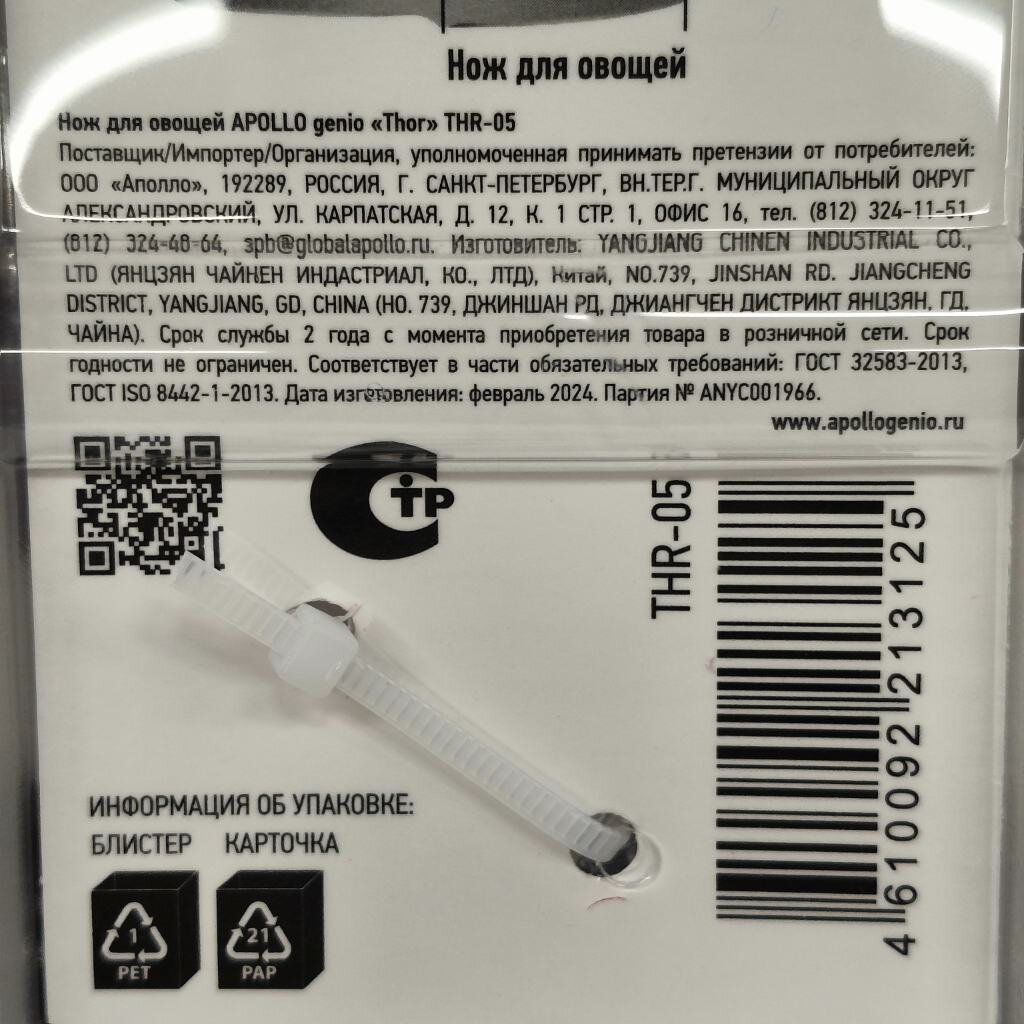 Нож для овощей
Нож для овощей APOLLO genio «Thor» THR-05
Поставщик/Импортер/Организация, уполномоченная принимать претензии от потребителей:
ООО «Аполло», 192289, РОССИЯ, Г. САНКТ-ПЕТЕРБУРГ, ВН.ТЕР.Г. МУНИЦИПАЛЬНЫЙ ОКРУГ
АЛЕКСАНДРОВСКИЙ, УЛ. КАРПАТСКАЯ, Д. 12, К. 1 СТР. 1, ОФИС 16, тел. (812) 324-11-51,
(812) 324-48-64, spb@globalapollo.ru. Изготовитель: YANGJIANG CHINEN INDUSTRIAL CO.,
LTD (ЯНЦЗЯН ЧАЙНЕН ИНДАСТРИАЛ, КО., ЛТД), Китай, NO.739, JINSHAN RD. JIANGCHENG
DISTRICT, YANGJIANG, GD, CHINA (НО. 739, ДЖИНШАН РД, ДЖИАНГЧЕН ДИСТРИКТ ЯНЦЗЯН, ГД,
ЧАЙНА). Срок службы 2 года с момента приобретения товара в розничной сети. Срок
годности не ограничен. Соответствует в части обязательных требований: ГОСТ 32583-2013,
ГОСТ ISO 8442-1-2013. Дата изготовления: февраль 2024. Партия № ANYC001966.
www.apollogenio.ru
СТР
THR-05
4 610092 213125
ИНФОРМАЦИЯ ОБ УПАКОВКЕ:
БЛИСТЕР КАРТОЧКА
1 21
PET PAP